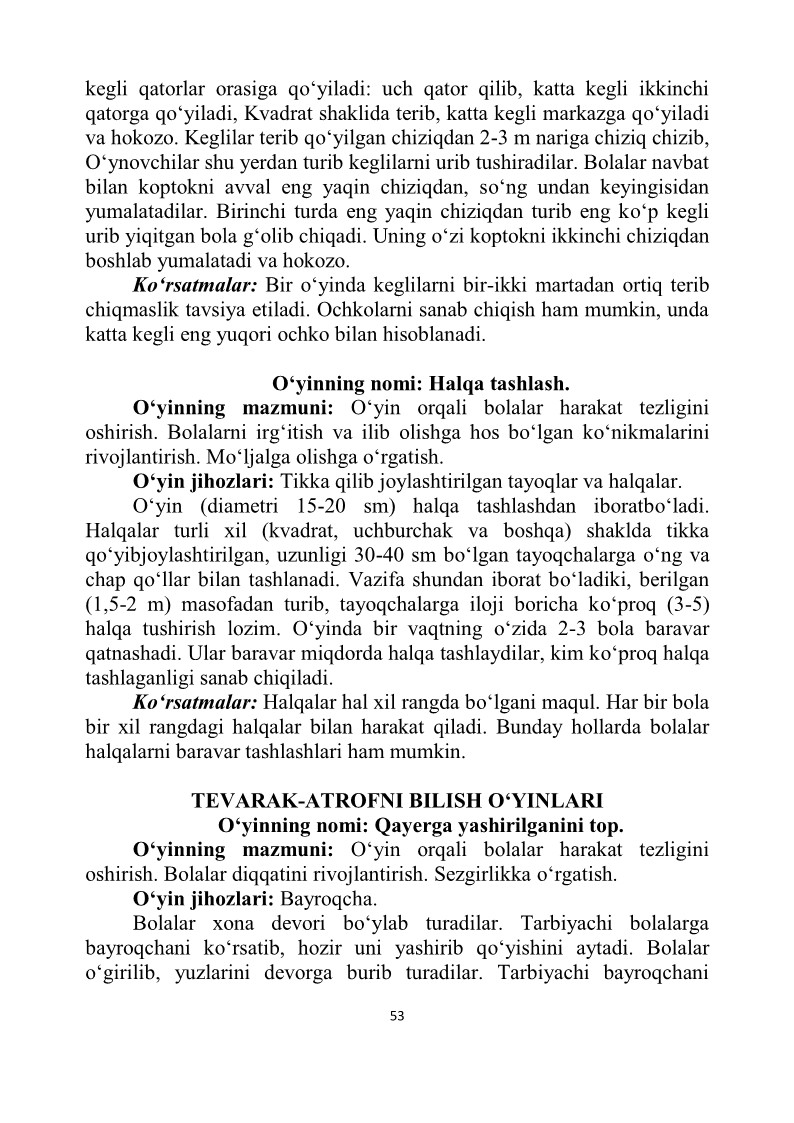 kegli qatorlar orasiga qo‘yiladi: uch qator qilib, katta kegli ikkinchi
qatorga qo‘yiladi, Kvadrat shaklida terib, katta kegli markazga qo‘yiladi
va hokozo. Keglilar terib qo‘yilgan chiziqdan 2-3 m nariga chiziq chizib,
O‘ynovchilar shu yerdan turib keglilarni urib tushiradilar. Bolalar navbat
bilan koptokni avval eng yaqin chiziqdan, so‘ng undan keyingisidan
yumalatadilar. Birinchi turda eng yaqin chiziqdan turib eng ko‘p kegli
urib yiqitgan bola g‘olib chiqadi. Uning o‘zi koptokni ikkinchi chiziqdan
boshlab yumalatadi va hokozo.
Ko‘rsatmalar: Bir o‘yinda keglilarni bir-ikki martadan ortiq terib
chiqmaslik tavsiya etiladi. Ochkolarni sanab chiqish ham mumkin, unda
katta kegli eng yuqori ochko bilan hisoblanadi.
O‘yinning nomi: Halqa tashlash.
O‘yinning mazmuni: O‘yin orqali bolalar harakat tezligini
oshirish. Bolalarni irg‘itish va ilib olishga hos bo‘lgan ko‘nikmalarini
rivojlantirish. Mo‘ljalga olishga o‘rgatish.
O‘yin jihozlari: Tikka qilib joylashtirilgan tayoqlar va halqalar.
O‘yin (diametri 15-20 sm) halqa tashlashdan iboratbo‘ladi.
Halqalar turli xil (kvadrat, uchburchak va boshqa) shaklda tikka
qo‘yibjoylashtirilgan, uzunligi 30-40 sm bo‘lgan tayoqchalarga o‘ng va
chap qo‘llar bilan tashlanadi. Vazifa shundan iborat bo‘ladiki, berilgan
(1,5-2 m) masofadan turib, tayoqchalarga iloji boricha ko‘proq (3-5)
halqa tushirish lozim. O‘yinda bir vaqtning o‘zida 2-3 bola baravar
qatnashadi. Ular baravar miqdorda halqa tashlaydilar, kim ko‘proq halqa
tashlaganligi sanab chiqiladi.
Ko‘rsatmalar: Halqalar hal xil rangda bo‘lgani maqul. Har bir bola
bir xil rangdagi halqalar bilan harakat qiladi. Bunday hollarda bolalar
halqalarni baravar tashlashlari ham mumkin.
TEVARAK-ATROFNI BILISH O‘YINLARI
O‘yinning nomi: Qayerga yashirilganini top.
O‘yinning mazmuni: O‘yin orqali bolalar harakat tezligini
oshirish. Bolalar diqqatini rivojlantirish. Sezgirlikka o‘rgatish.
O‘yin jihozlari: Bayroqcha.
Bolalar xona devori bo‘ylab turadilar. Tarbiyachi bolalarga
bayroqchani ko‘rsatib, hozir uni yashirib qo‘yishini aytadi. Bolalar
o‘girilib, yuzlarini devorga burib turadilar. Tarbiyachi bayroqchani
53